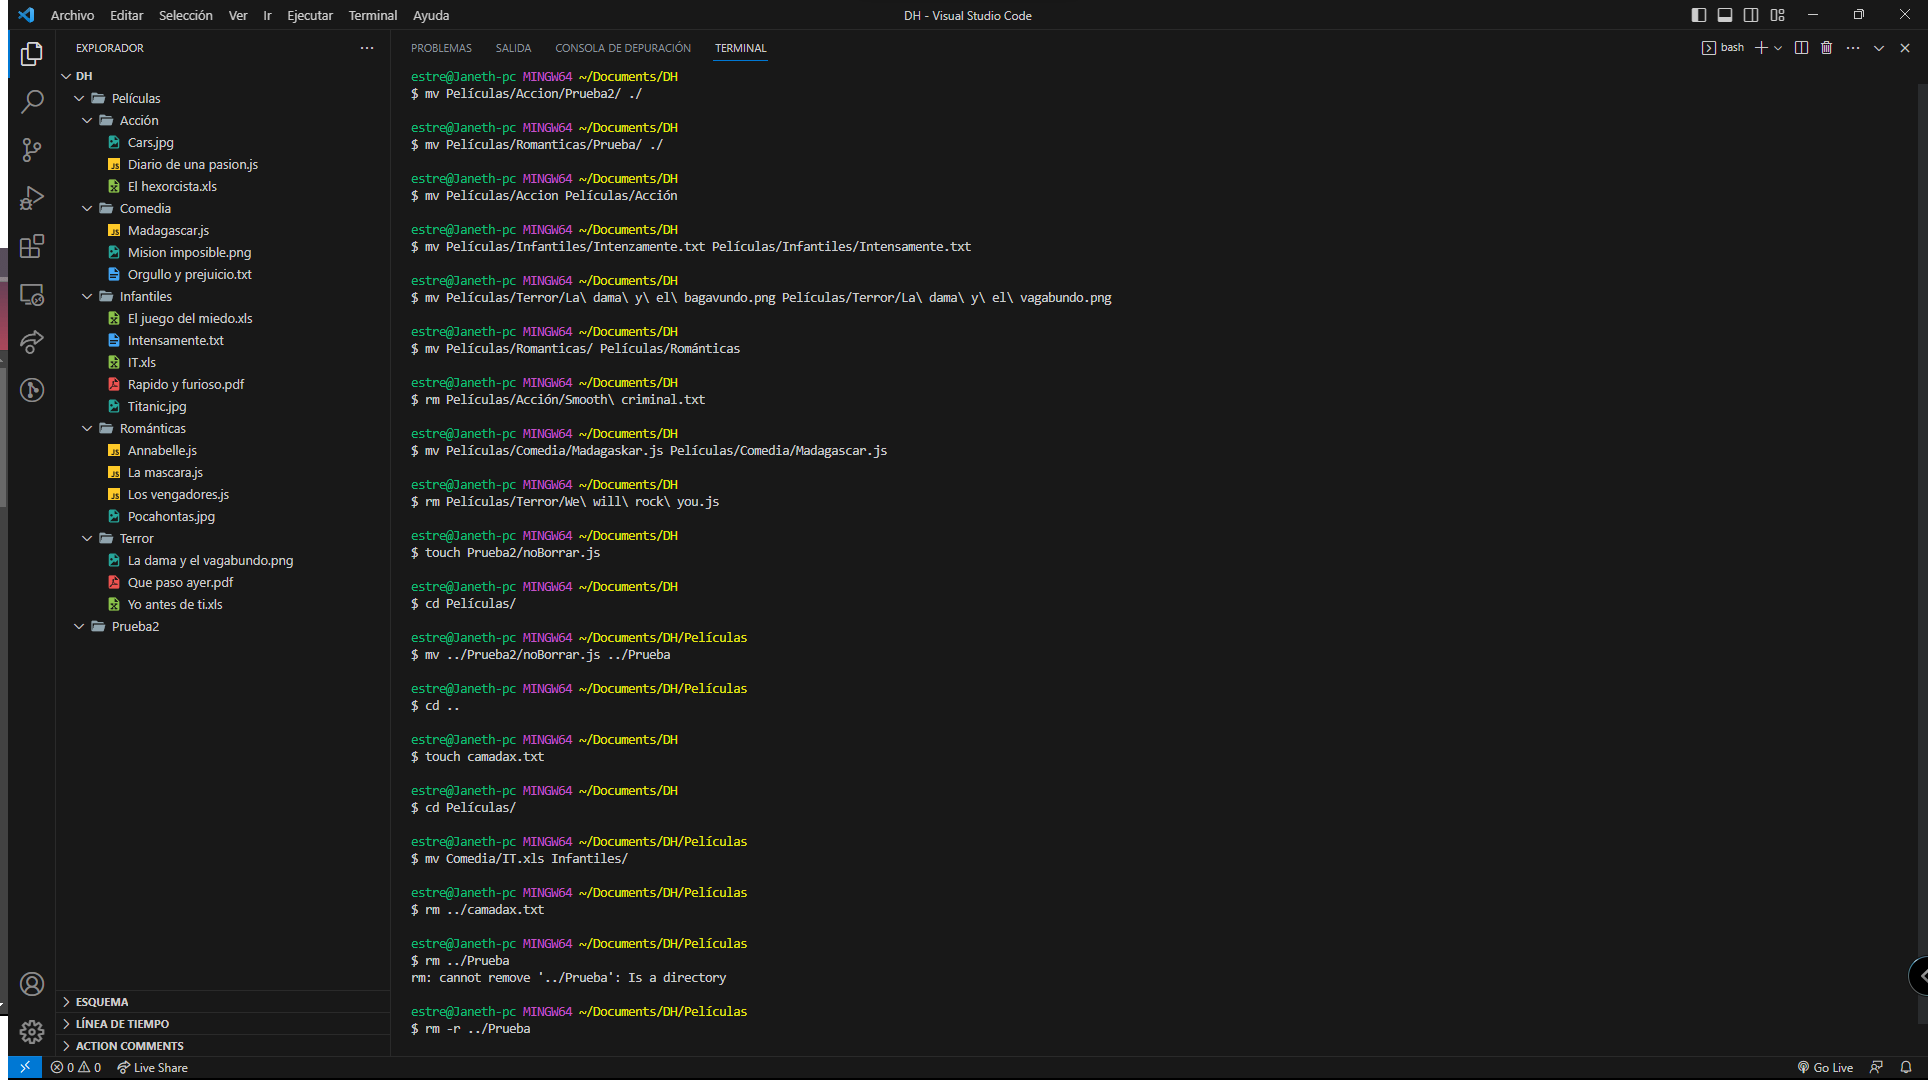 Archivo Editar Selección Ver Ir Ejecutar Terminal Ayuda
DH - Visual Studio Code
EXPLORADOR
DH
Películas
Acción
Cars.jpg
Diario de una pasion.js
El hexorcista.xls
Comedia
Madagascar.js
Mision imposible.png
Orgullo y prejuicio.txt
Infantiles
El juego del miedo.xls
Intensamente.txt
IT.xls
Rapido y furioso.pdf
Titanic.jpg
Románticas
Annabelle.js
La mascara.js
Los vengadores.js
Pocahontas.jpg
Terror
La dama y el vagabundo.png
Que paso ayer.pdf
Yo antes de ti.xls
Prueba2
ESQUEMA
LÍNEA DE TIEMPO
ACTION COMMENTS
PROBLEMAS SALIDA CONSOLA DE DEPURACIÓN TERMINAL
bash
estre@Janeth-pc MINGW64 ~/Documents/DH
$ mv Películas/Accion/Prueba2/ ./
estre@Janeth-pc MINGW64 ~/Documents/DH
$ mv Películas/Romanticas/Prueba/ ./
estre@Janeth-pc MINGW64 ~/Documents/DH
$ mv Películas/Accion Películas/Acción
estre@Janeth-pc MINGW64 ~/Documents/DH
$ mv Películas/Infantiles/Intenzamente.txt Películas/Infantiles/Intensamente.txt
estre@Janeth-pc MINGW64 ~/Documents/DH
$ mv Películas/Terror/La\ dama\ y\ el\ bagavundo.png Películas/Terror/La\ dama\ y\ el\ vagabundo.png
estre@Janeth-pc MINGW64 ~/Documents/DH
$ mv Películas/Romanticas/ Películas/Románticas
estre@Janeth-pc MINGW64 ~/Documents/DH
$ rm Películas/Acción/Smooth\ criminal.txt
estre@Janeth-pc MINGW64 ~/Documents/DH
$ mv Películas/Comedia/Madagaskar.js Películas/Comedia/Madagascar.js
estre@Janeth-pc MINGW64 ~/Documents/DH
$ rm Películas/Terror/We\ will\ rock\ you.js
estre@Janeth-pc MINGW64 ~/Documents/DH
$ touch Prueba2/noBorrar.js
estre@Janeth-pc MINGW64 ~/Documents/DH
$ cd Películas/
estre@Janeth-pc MINGW64 ~/Documents/DH/Películas
$ mv ../Prueba2/noBorrar.js ../Prueba
estre@Janeth-pc MINGW64 ~/Documents/DH/Películas
$ cd ..
estre@Janeth-pc MINGW64 ~/Documents/DH
$ touch camadax.txt
estre@Janeth-pc MINGW64 ~/Documents/DH
$ cd Películas/
estre@Janeth-pc MINGW64 ~/Documents/DH/Películas
$ mv Comedia/IT.xls Infantiles/
estre@Janeth-pc MINGW64 ~/Documents/DH/Películas
$ rm ../camadax.txt
estre@Janeth-pc MINGW64 ~/Documents/DH/Películas
$ rm ../Prueba
rm: cannot remove '../Prueba': Is a directory
estre@Janeth-pc MINGW64 ~/Documents/DH/Películas
$ rm -r ../Prueba
0 0 Live Share
Go Live